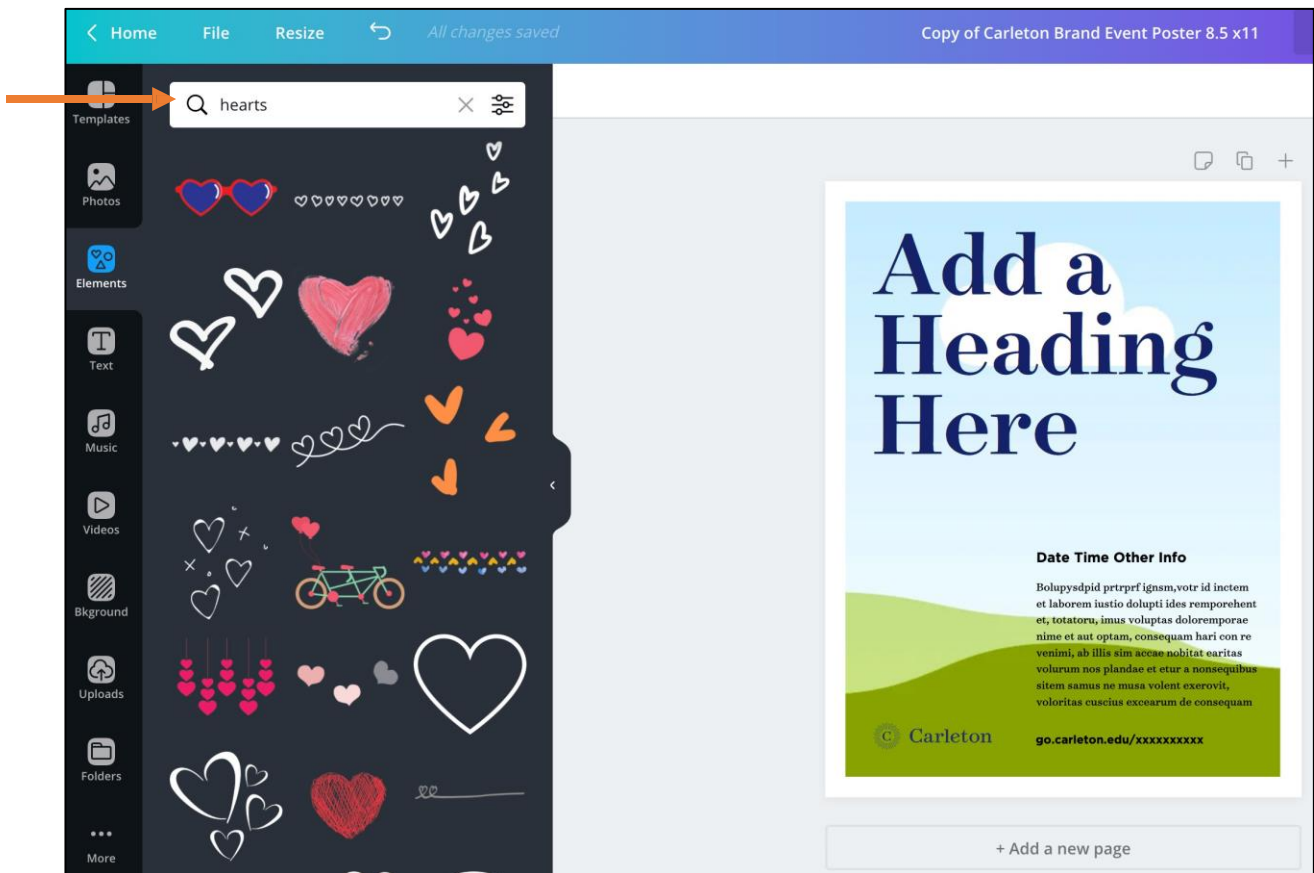 Home File Resize All changes saved Copy of Carleton Brand Event Poster 8.5 x11
hearts
Templates
Photos
Elements
Text
Music
Videos
Bkground
Uploads
Folders
More
Add a
Heading
Here
Date Time Other Info
Bolupysdpid prtrprf ignsm,votr id inctem
et laborem iustio dolupti ides remporehent
et, totatoru, imus voluptas doloremporae
nime et aut optam, consequam hari con re
venimi, ab illis sim accae nobitat earitas
volurum nos plandae et etur a nonsequibus
sitem samus ne musa volent exerovit,
voloritas cuscius excearum de consequam
C Carleton
go.carleton.edu/xxxxxxxxxx
+ Add a new page